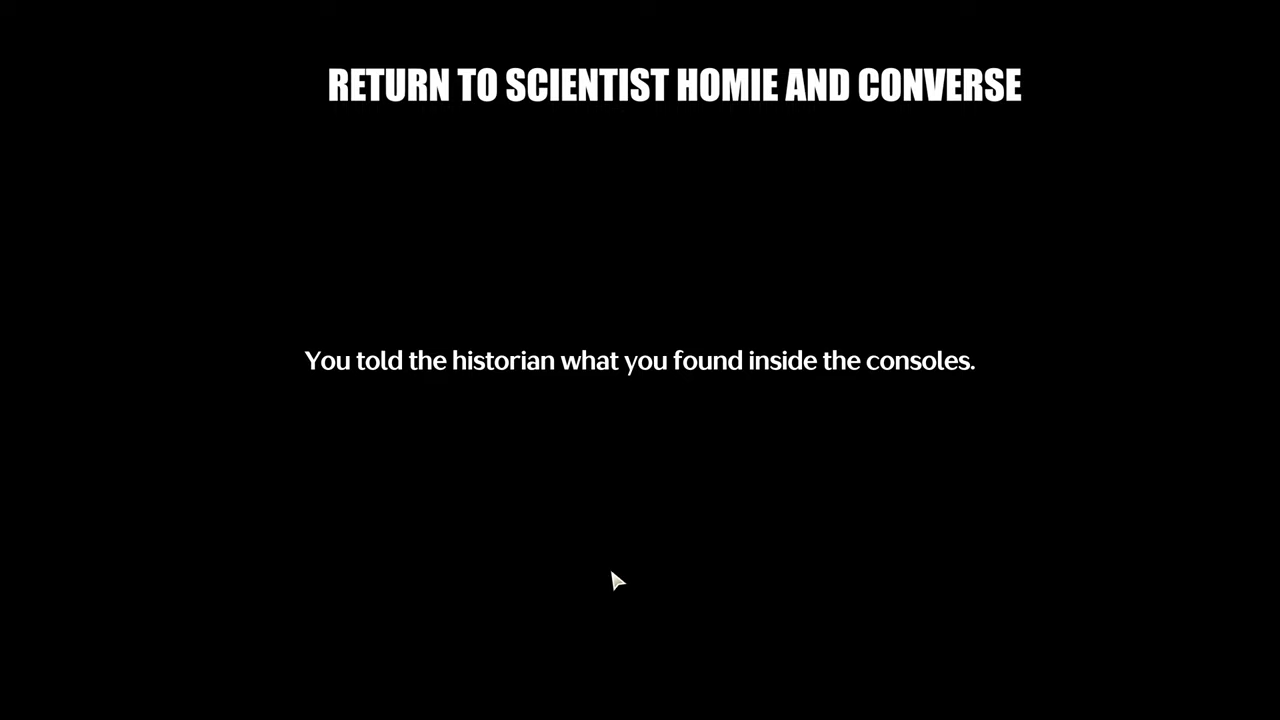 RETURN TO SCIENTIST HOMIE AND CONVERSE
You told the historian what you found inside the consoles.